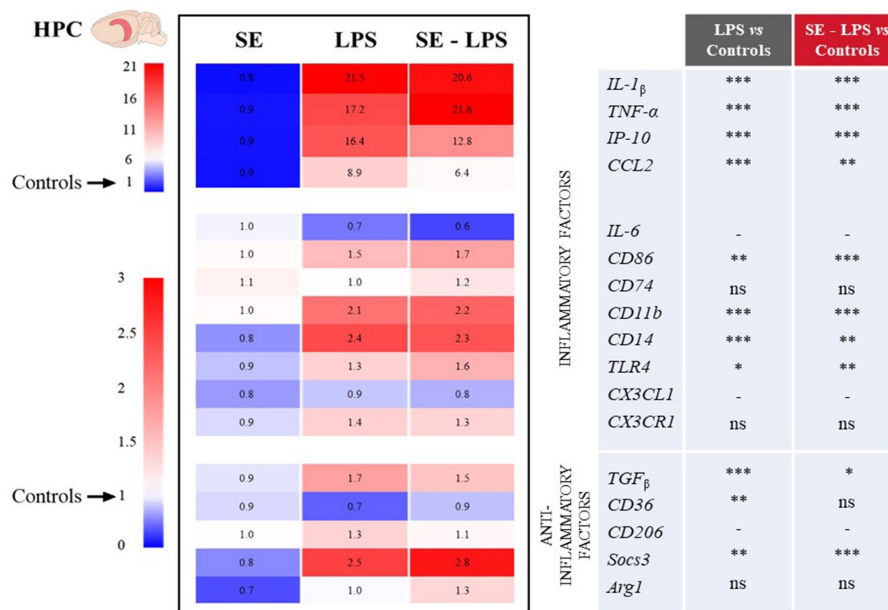 HPC
SE LPS SE - LPS
LPS vs Controls SE - LPS vs Controls
21
16
11
6
1
Controls
0.8 21.5 20.6 IL-1β *** ***
0.9 17.2 21.6 TNF-α *** ***
0.9 16.4 12.8 IP-10 *** ***
0.9 8.9 6.4 CCL2 *** **
INFLAMMATORY FACTORS
1.0 0.7 0.6 IL-6 - -
1.0 1.5 1.7 CD86 ** ***
1.1 1.0 1.2 CD74 ns ns
1.0 2.1 2.2 CD11b *** ***
0.8 2.4 2.3 CD14 *** **
0.9 1.3 1.6 TLR4 * **
0.8 0.9 0.8 CX3CL1 - -
0.9 1.4 1.3 CX3CR1 ns ns
3
2.5
2
1.5
1
0
Controls
ANTI-
INFLAMMATORY
FACTORS
0.9 1.7 1.5 TGFβ *** *
0.9 0.7 0.9 CD36 ** ns
1.0 1.3 1.1 CD206 - -
0.8 2.5 2.8 Socs3 ** ***
0.7 1.0 1.3 Arg1 ns ns